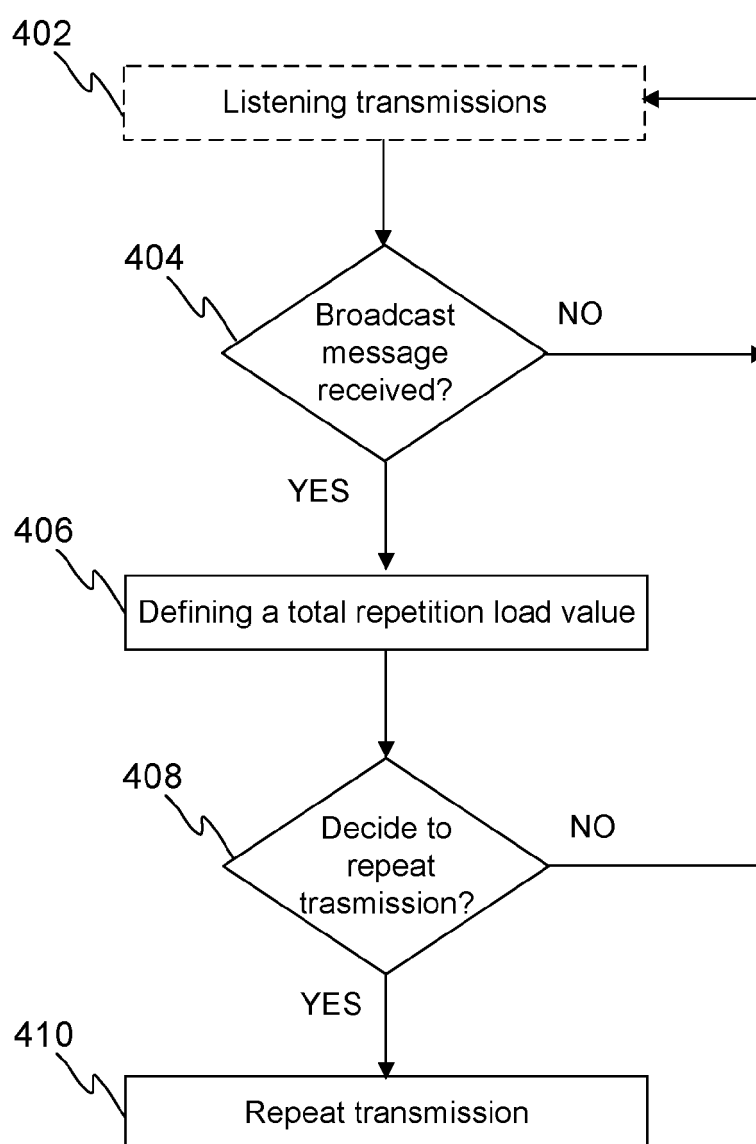 402
Listening transmissions
404
Broadcast
message
received?
NO
YES
406
Defining a total repetition load value
408
Decide to
repeat
trasmission?
NO
YES
410
Repeat transmission